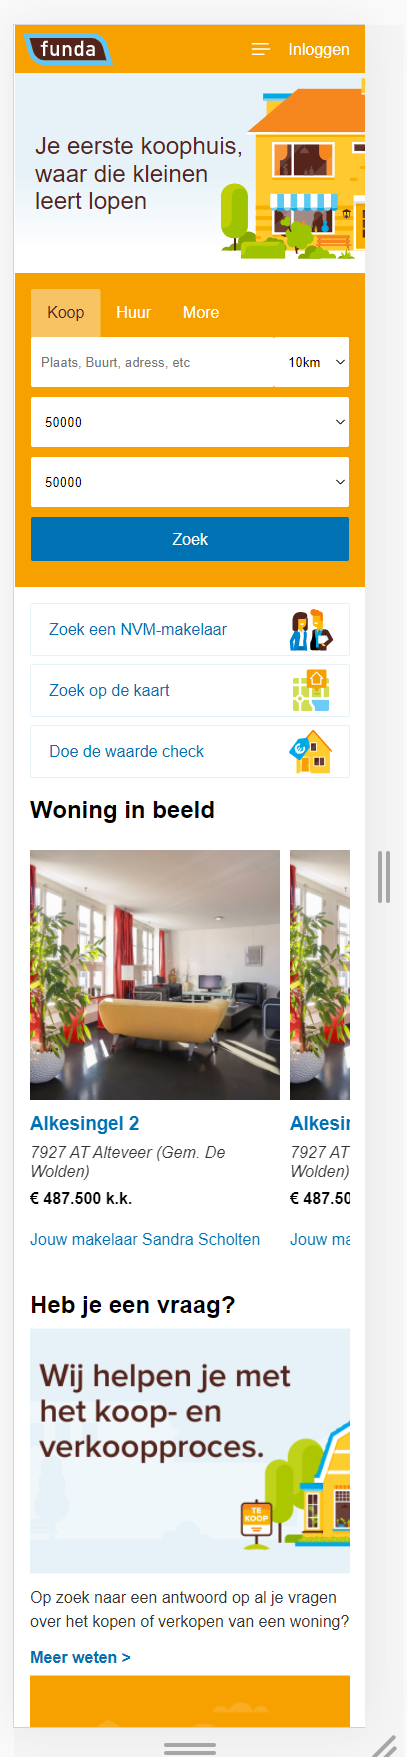 funda
Inloggen
Je eerste koophuis,
waar die kleinen
leert lopen
Koop Huur More
Plaats, Buurt, adress, etc 10km
50000
50000
Zoek
Zoek een NVM-makelaar
Zoek op de kaart
Doe de waarde check
Woning in beeld
Alkesingel 2
7927 AT Alteveer (Gem. De
Wolden)
€ 487.500 k.k.
Jouw makelaar Sandra Scholten
Alkesin
7927 AT
Wolden)
€ 487.50
Jouw ma
Heb je een vraag?
Wij helpen je met
het koop- en
verkoopproces.
TE
KOOP
Op zoek naar een antwoord op al je vragen
over het kopen of verkopen van een woning?
Meer weten >